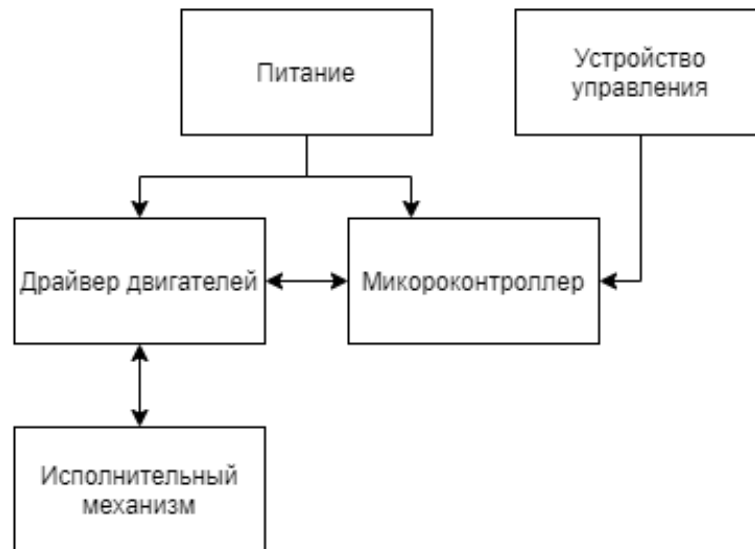 Питание
Устройство
управления
Драйвер двигателей
Микороконтроллер
Исполнительный
механизм